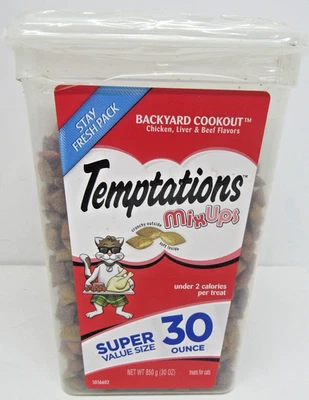 STAY
FRESH PACK
BACKYARD COOKOUT™
Chicken, Liver & Beef Flavors
Temptations™
MixUps
crunchy outside
soft inside
under 2 calories
per treat
SUPER
VALUE SIZE
30
OUNCE
NET WT 850 g (30 OZ)
treats for cats